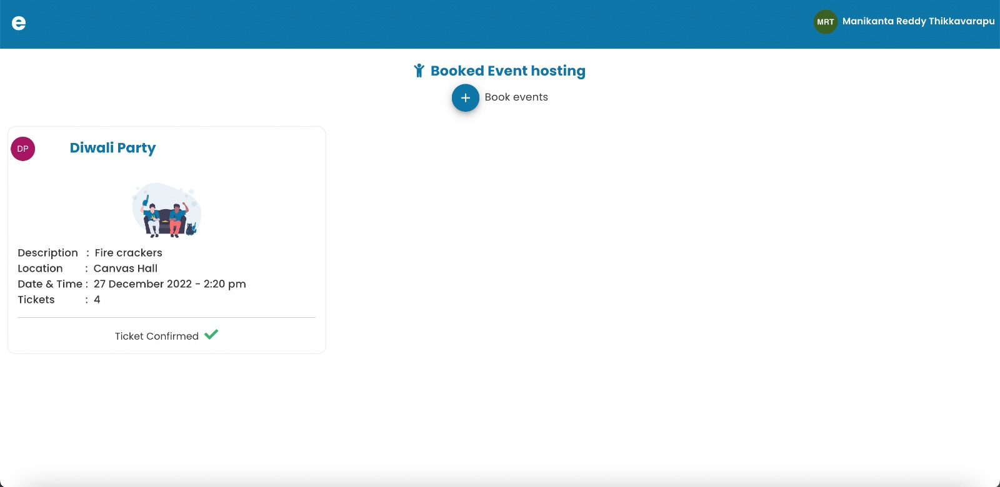 e
MRT Manikanta Reddy Thikkavarapu
Booked Event hosting
+ Book events
DP Diwali Party
Description : Fire crackers
Location : Canvas Hall
Date & Time : 27 December 2022 - 2:20 pm
Tickets : 4
Ticket Confirmed